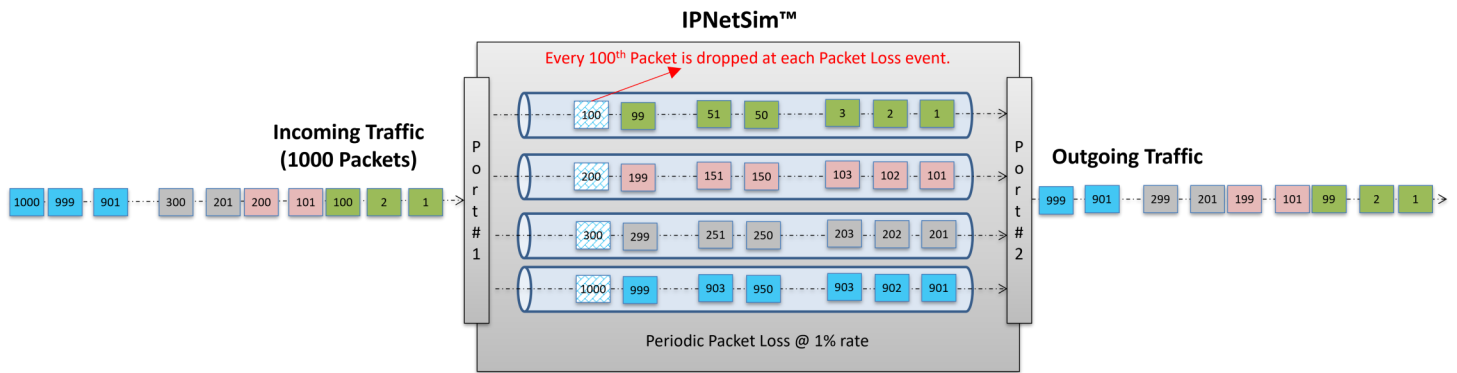 IPNetSim™
Every 100th Packet is dropped at each Packet Loss event.
Incoming Traffic
(1000 Packets)
1000 999 901 300 201 200 101 100 2 1
Port#1
100 99 51 50 3 2 1
200 199 151 150 103 102 101
300 299 251 250 203 202 201
1000 999 903 950 903 902 901
Periodic Packet Loss @ 1% rate
Port#2
Outgoing Traffic
999 901 299 201 199 101 99 2 1